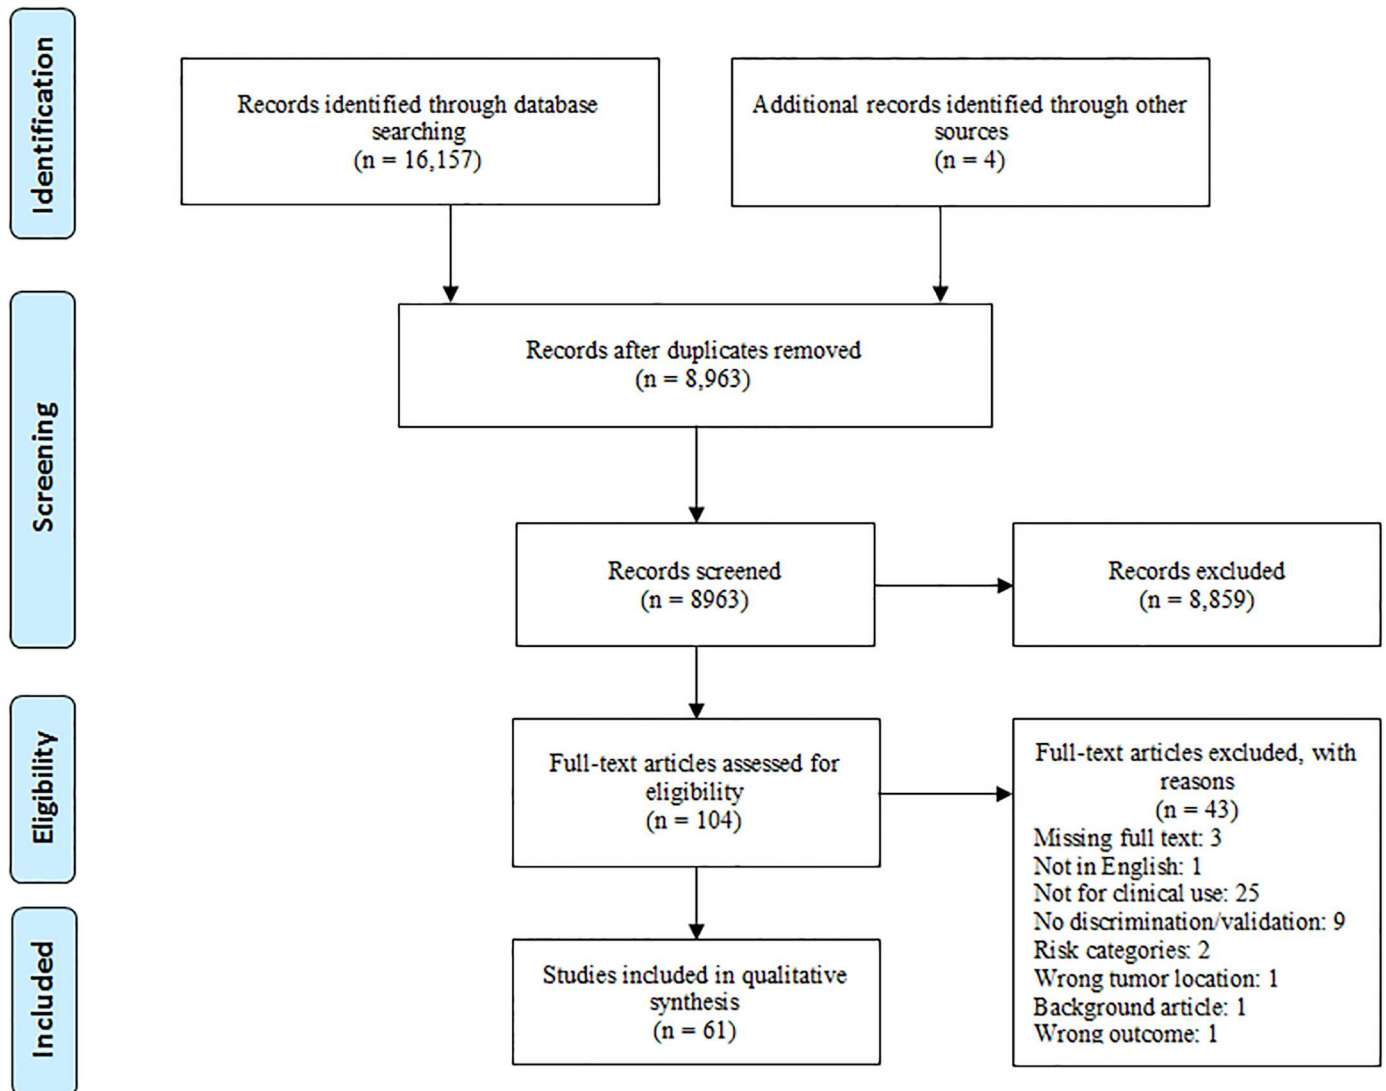 Identification
Records identified through database
searching
(n = 16,157)
Additional records identified through other
sources
(n = 4)
Screening
Records after duplicates removed
(n = 8,963)
Records screened
(n = 8963)
Records excluded
(n = 8,859)
Eligibility
Full-text articles assessed for
eligibility
(n = 104)
Full-text articles excluded, with
reasons
(n = 43)
Missing full text: 3
Not in English: 1
Not for clinical use: 25
No discrimination/validation: 9
Risk categories: 2
Wrong tumor location: 1
Background article: 1
Wrong outcome: 1
Included
Studies included in qualitative
synthesis
(n = 61)